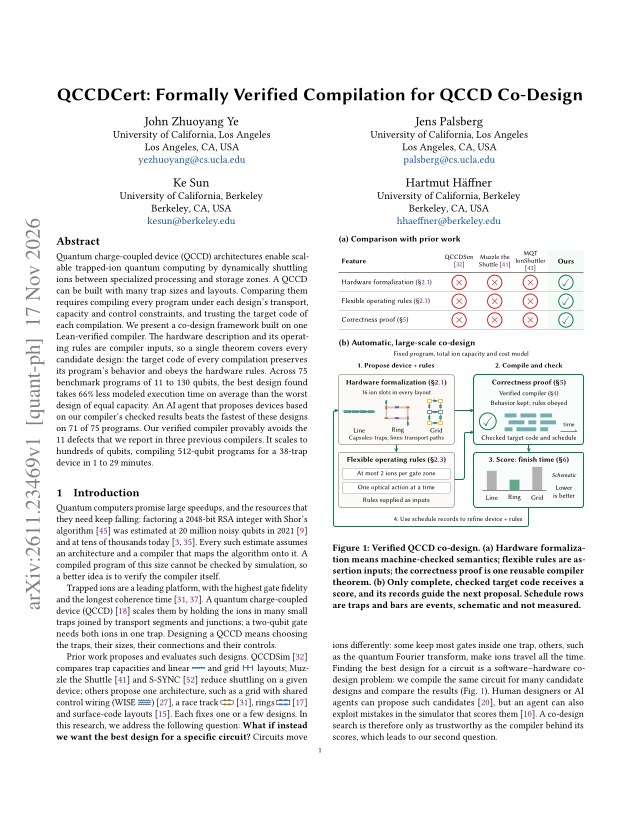 QCCDCert: Formally Verified Compilation for QCCD Co-Design
John Zhuoyang Ye
University of California, Los Angeles
Los Angeles, CA, USA
yezhuoyang@cs.ucla.edu
Jens Palsberg
University of California, Los Angeles
Los Angeles, CA, USA
palsberg@cs.ucla.edu
Ke Sun
University of California, Berkeley
Berkeley, CA, USA
kesun@berkeley.edu
Hartmut Häffner
University of California, Berkeley
Berkeley, CA, USA
hhaeffner@berkeley.edu
arXiv:2611.23469v1 [quant-ph] 17 Nov 2026
Abstract
Quantum charge-coupled device (QCCD) architectures enable scal-
able trapped-ion quantum computing by dynamically shuttling
ions between specialized processing and storage zones. A QCCD
can be built with many trap sizes and layouts. Comparing them
requires compiling every program under each design's transport,
capacity and control constraints, and trusting the target code of
each compilation. We present a co-design framework built on one
Lean-verified compiler. The hardware description and its operat-
ing rules are compiler inputs, so a single theorem covers every
candidate design: the target code of every compilation preserves
its program's behavior and obeys the hardware rules. Across 75
benchmark programs of 11 to 130 qubits, the best design found
takes 66% less modeled execution time on average than the worst
design of equal capacity. An AI agent that proposes devices based
on our compiler's checked results beats the fastest of these designs
on 71 of 75 programs. Our verified compiler provably avoids the
11 defects that we report in three previous compilers. It scales to
hundreds of qubits, compiling 512-qubit programs for a 38-trap
device in 1 to 29 minutes.
1 Introduction
Quantum computers promise large speedups, and the resources that
they need keep falling: factoring a 2048-bit RSA integer with Shor's
algorithm [45] was estimated at 20 million noisy qubits in 2021 [9]
and at tens of thousands today [3, 35]. Every such estimate assumes
an architecture and a compiler that maps the algorithm onto it. A
compiled program of this size cannot be checked by simulation, so
a better idea is to verify the compiler itself.
Trapped ions are a leading platform, with the highest gate fidelity
and the longest coherence time [31, 37]. A quantum charge-coupled
device (QCCD) [18] scales them by holding the ions in many small
traps joined by transport segments and junctions; a two-qubit gate
needs both ions in one trap. Designing a QCCD means choosing
the traps, their sizes, their connections and their controls.
Prior work proposes and evaluates such designs. QCCDSim [32]
compares trap capacities and linear and grid layouts; Muz-
zle the Shuttle [41] and S-SYNC [52] reduce shuttling on a given
device; others propose one architecture, such as a grid with shared
control wiring (WISE ) [27], a race track [31], rings [17]
and surface-code layouts [15]. Each fixes one or a few designs. In
this research, we address the following question: What if instead
we want the best design for a specific circuit? Circuits move
(a) Comparison with prior work
Feature
QCCDSim
[32]
Muzzle the
Shuttle [41]
MQT
IonShuttler
[43]
Ours
Hardware formalization (§2.1)
Flexible operating rules (§2.3)
Correctness proof (§5)
(b) Automatic, large-scale co-design
Fixed program, total ion capacity and cost model
1. Propose device + rules
Hardware formalization (§2.1)
16 ion slots in every layout
Line
Ring
Grid
Capsules: traps; lines: transport paths
Flexible operating rules (§2.3)
At most 2 ions per gate zone
One optical action at a time
Rules supplied as inputs
2. Compile and check
Correctness proof (§5)
Verified compiler (§4)
Behavior kept; rules obeyed
time
Checked target code and schedule
3. Score: finish time (§6)
Schematic
Lower
is better
Line
Ring
Grid
4. Use schedule records to refine device + rules
Figure 1: Verified QCCD co-design. (a) Hardware formaliza-
tion means machine-checked semantics; flexible rules are as-
sertion inputs; the correctness proof is one reusable compiler
theorem. (b) Only complete, checked target code receives a
score, and its records guide the next proposal. Schedule rows
are traps and bars are events, schematic and not measured.
ions differently: some keep most gates inside one trap, others, such
as the quantum Fourier transform, make ions travel all the time.
Finding the best design for a circuit is a software–hardware co-
design problem: we compile the same circuit for many candidate
designs and compare the results (Fig. 1). Human designers or AI
agents can propose such candidates [20], but an agent can also
exploit mistakes in the simulator that scores them [10]. A co-design
search is therefore only as trustworthy as the compiler behind its
scores, which leads to our second question.
1